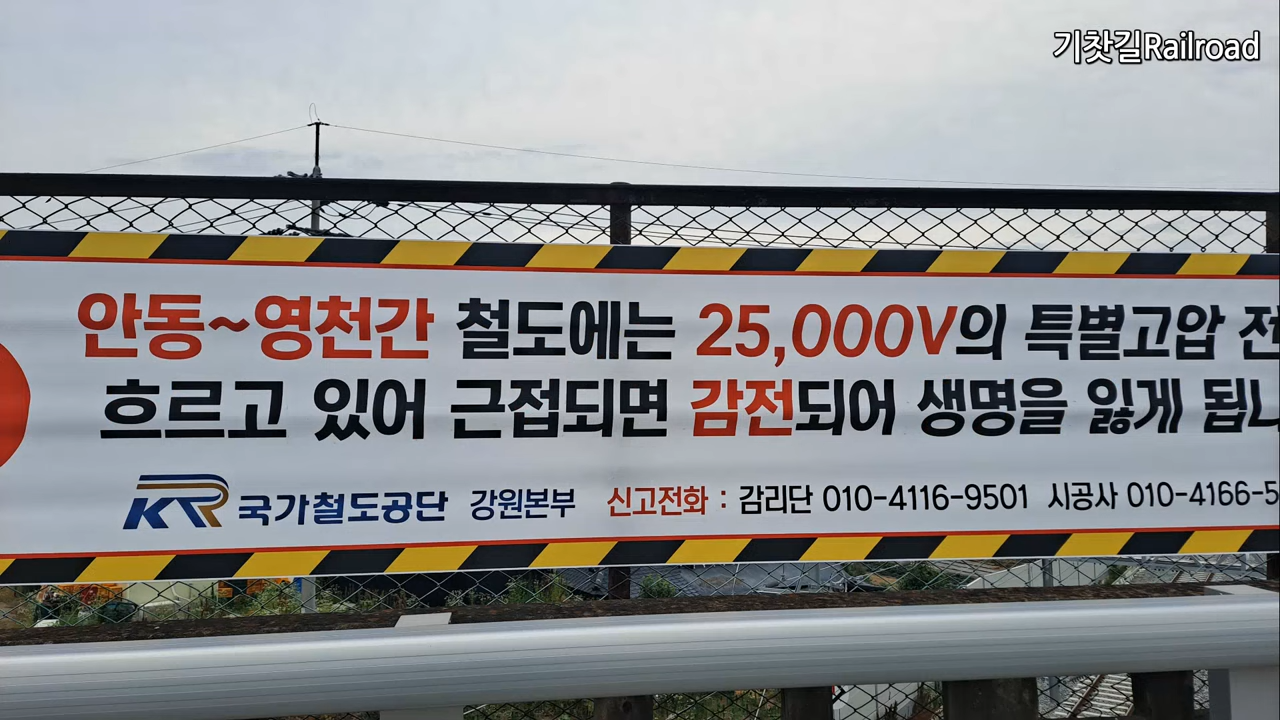 기찻길Railroad
안동~영천간 철도에는 25,000V의 특별고압
흐르고 있어 근접되면 감전되어 생명을 잃게
KR 국가철도공단 강원본부 신고전화 : 감리단 010-4116-9501 시공사 010-4166-5